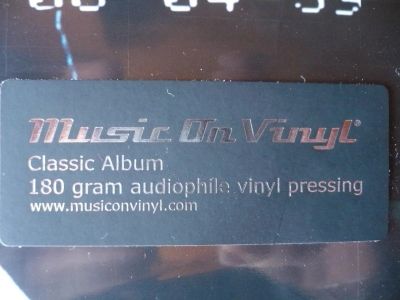 Music On Vinyl®
Classic Album
180 gram audiophile vinyl pressing
www.musiconvinyl.com